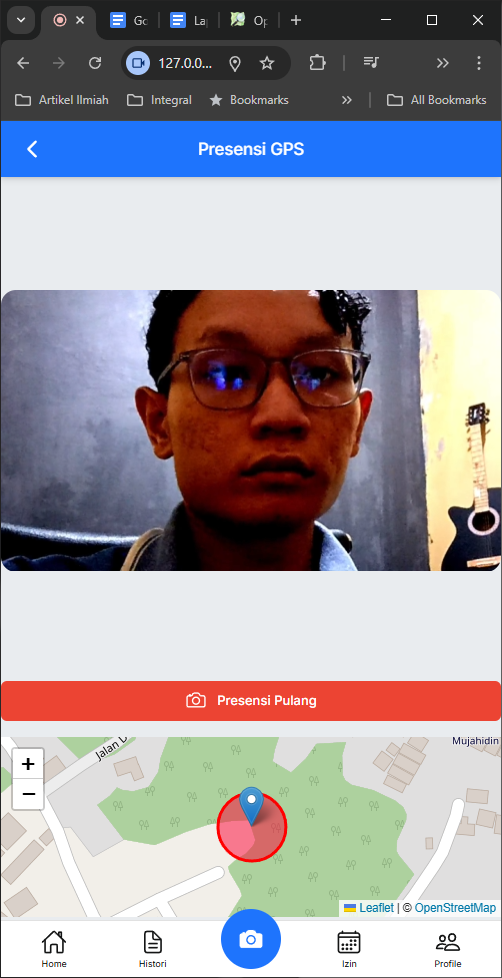 Go
La
Op
127.0.0...
Artikel Ilmiah
Integral
Bookmarks
All Bookmarks
Presensi GPS
Presensi Pulang
Jalan D
Mujahidin
+
−
Leaflet | © OpenStreetMap
Home
Histori
Izin
Profile